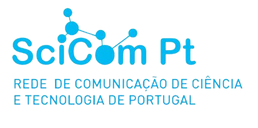 SciCom Pt
REDE DE COMUNICAÇÃO DE CIÊNCIA
E TECNOLOGIA DE PORTUGAL